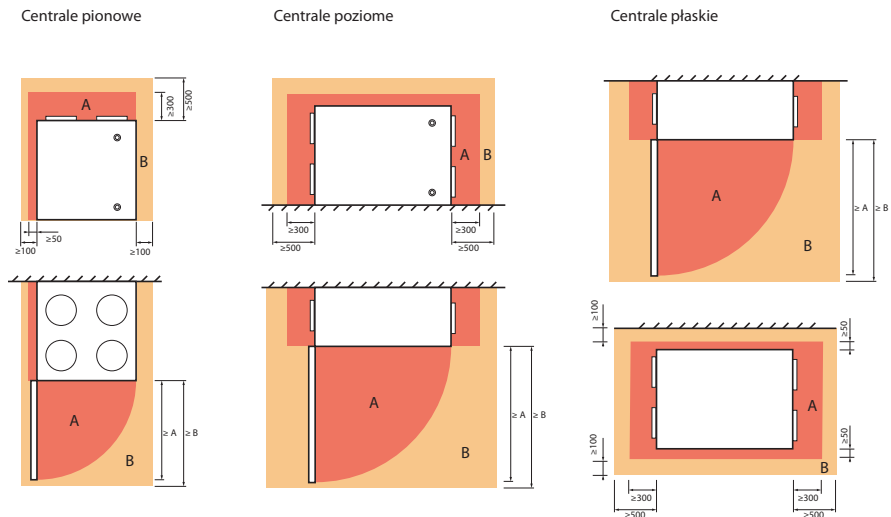 Centrale pionowe
A
B
≥300
≥500
≥50
≥100
≥100
A
B
≥ A
≥ B
Centrale poziome
A
B
≥300
≥500
≥300
≥500
A
B
≥ A
≥ B
Centrale płaskie
A
B
≥ A
≥ B
≥100
≥50
A
≥100
≥50
B
≥300
≥500
≥300
≥500